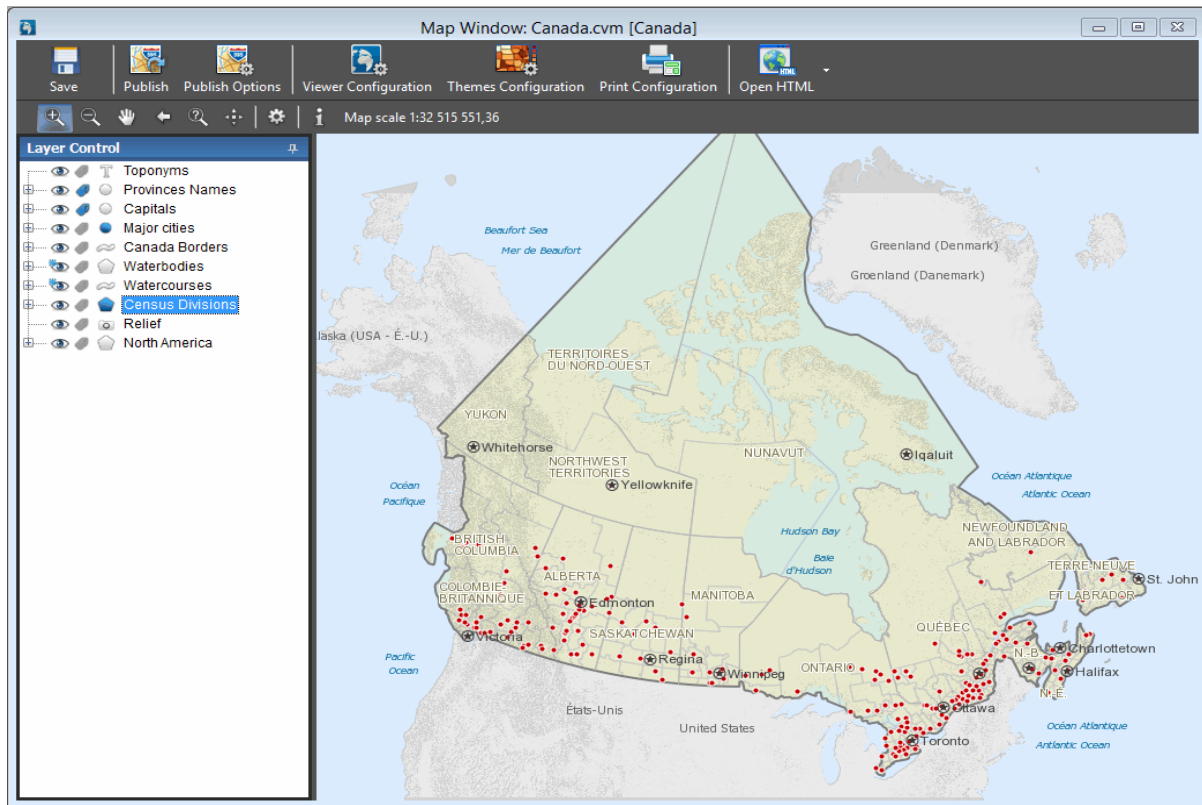 Map Window: Canada.cvm [Canada]
Save
Publish
Publish Options
Viewer Configuration
Themes Configuration
Print Configuration
HTML
Open HTML
Map scale 1:32 515 551,36
Layer Control
Toponyms
Provinces Names
Capitals
Major cities
Canada Borders
Waterbodies
Watercourses
Census Divisions
Relief
North America
Beaufort Sea
Mer de Beaufort
Greenland (Denmark)
Groenland (Danemark)
laska (USA - É.-U.)
TERRITOIRES
DU NORD-OUEST
YUKON
Whitehorse
NORTHWEST
TERRITORIES
Yellowknife
NUNAVUT
Iqaluit
Océan
Pacifique
Océan Atlantique
Atlantic Ocean
Hudson Bay
Baie
d'Hudson
NEWFOUNDLAND
AND LABRADOR
BRITISH
COLUMBIA
COLOMBIE-
BRITANNIQUE
ALBERTA
Edmonton
MANITOBA
TERRE-NEUVE
ET LABRADOR
St. John
Victoria
SASKATCHEWAN
QUÉBEC
Regina
Winnipeg
ONTARIO
N.-B.
Charlottetown
Halifax
N.-É.
Pacific
Ocean
États-Unis
United States
Ottawa
Toronto
Océan Atlantique
Antlantic Ocean